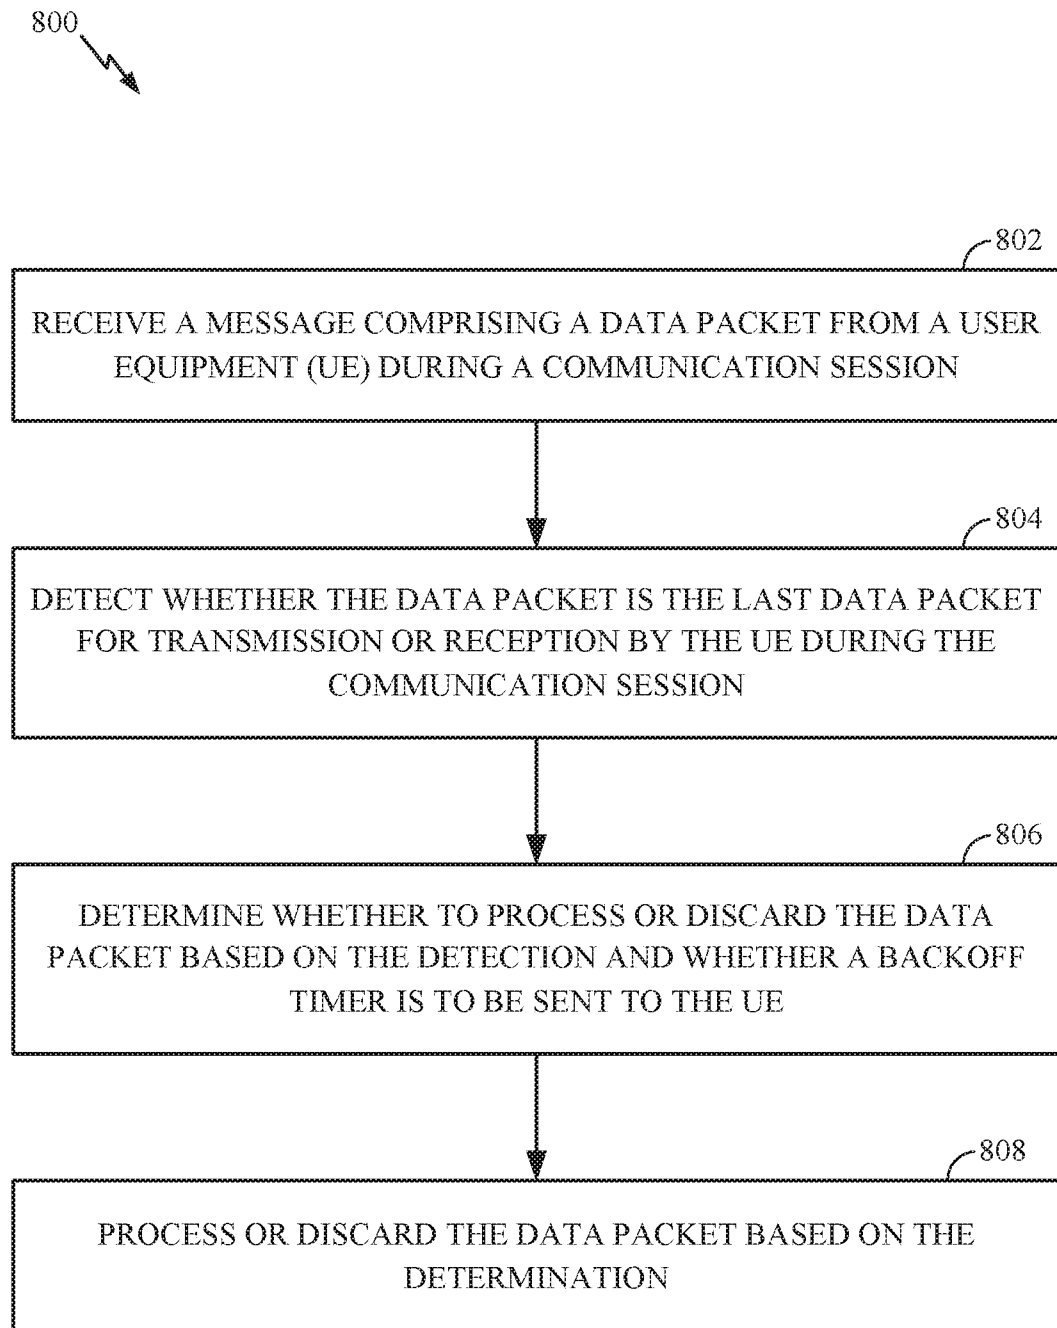 800
802
RECEIVE A MESSAGE COMPRISING A DATA PACKET FROM A USER
EQUIPMENT (UE) DURING A COMMUNICATION SESSION
804
DETECT WHETHER THE DATA PACKET IS THE LAST DATA PACKET
FOR TRANSMISSION OR RECEPTION BY THE UE DURING THE
COMMUNICATION SESSION
806
DETERMINE WHETHER TO PROCESS OR DISCARD THE DATA
PACKET BASED ON THE DETECTION AND WHETHER A BACKOFF
TIMER IS TO BE SENT TO THE UE
808
PROCESS OR DISCARD THE DATA PACKET BASED ON THE
DETERMINATION